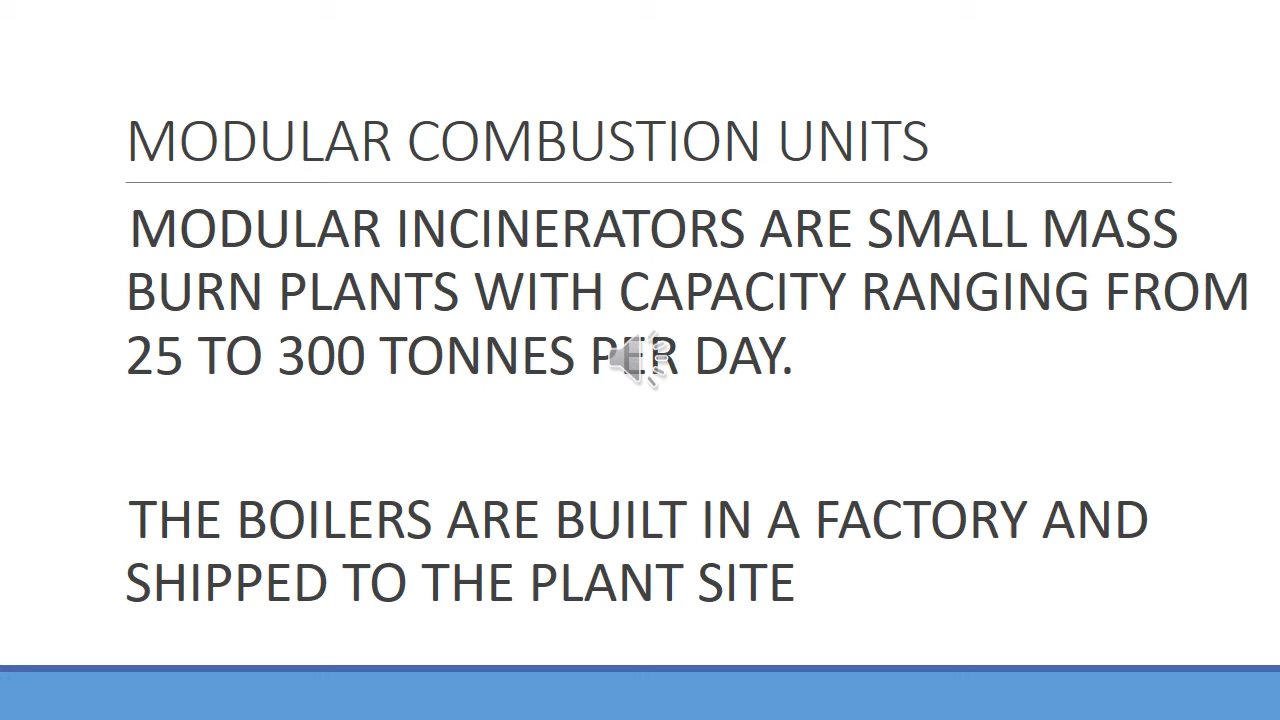 MODULAR COMBUSTION UNITS
MODULAR INCINERATORS ARE SMALL MASS
BURN PLANTS WITH CAPACITY RANGING FROM
25 TO 300 TONNES PER DAY.
THE BOILERS ARE BUILT IN A FACTORY AND
SHIPPED TO THE PLANT SITE